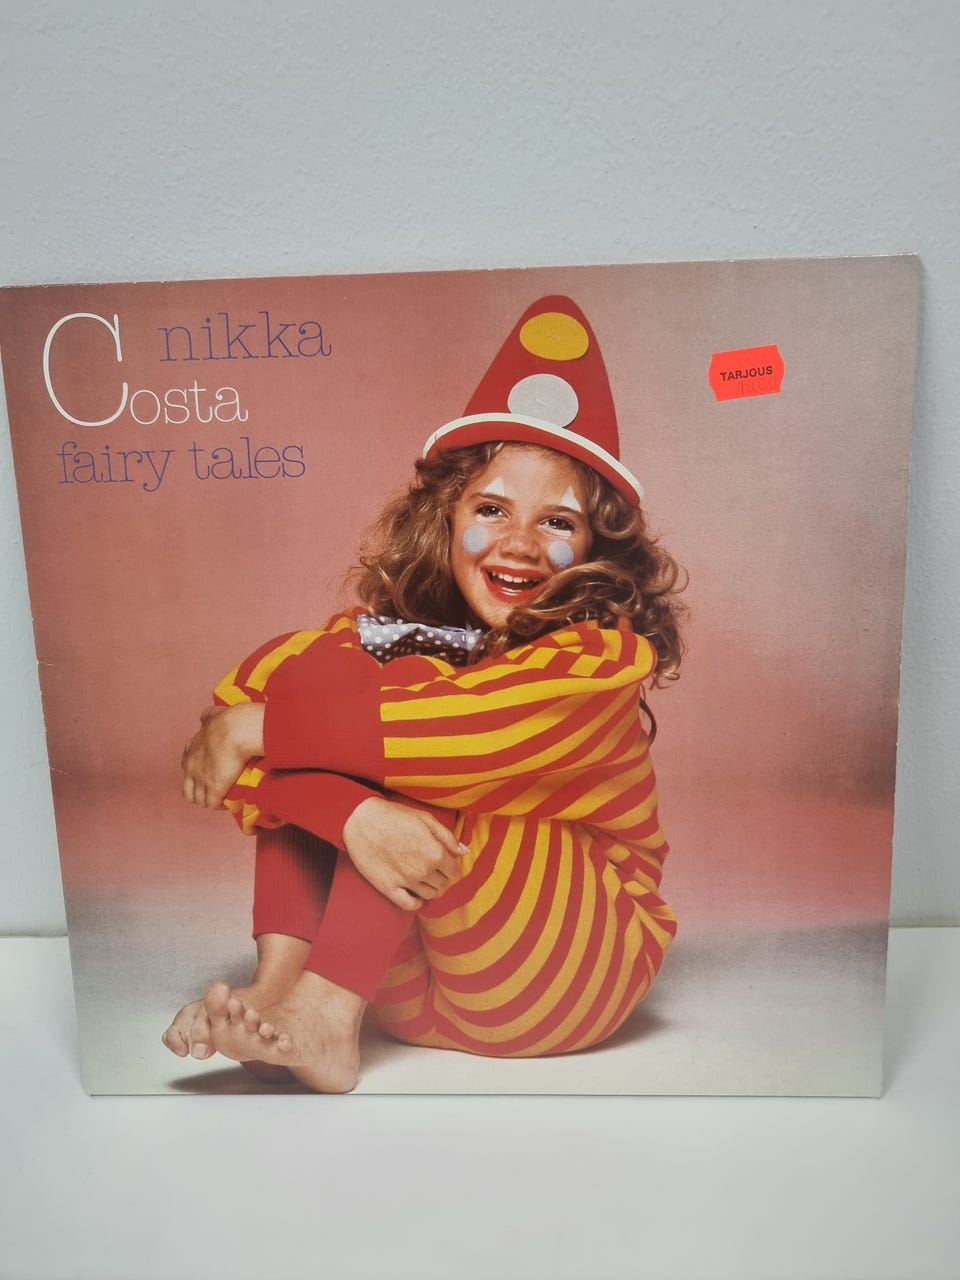 nikka
Costa
fairy tales
TARJOUS